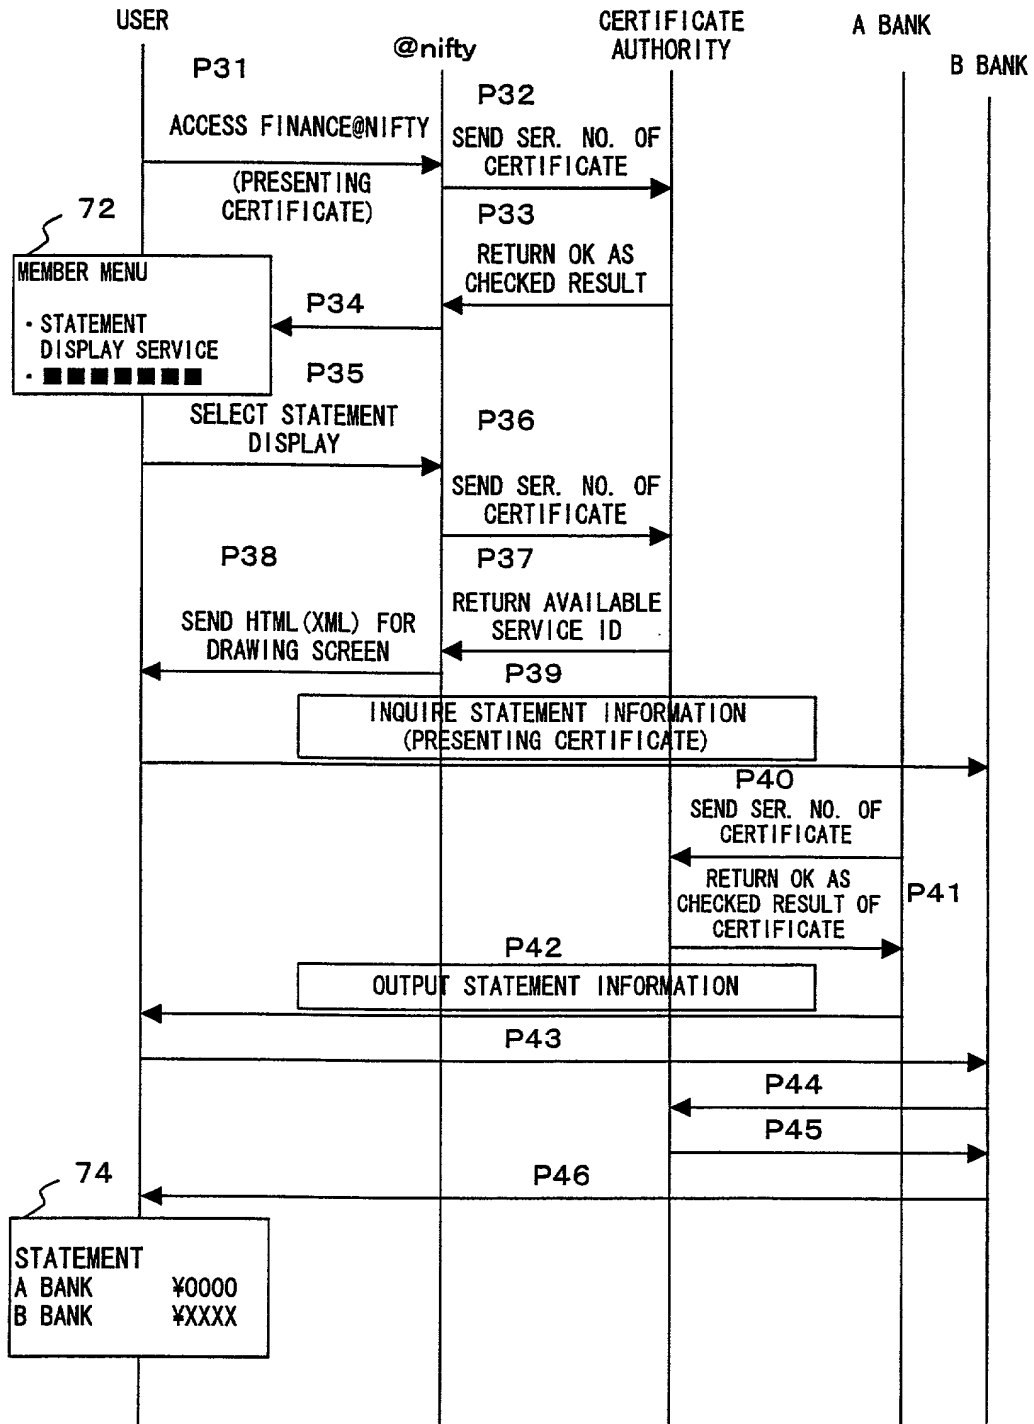 USER
@nifty
CERTIFICATE
AUTHORITY
A BANK
B BANK
P31
ACCESS FINANCE@NIFTY
(PRESENTING
CERTIFICATE)
P32
SEND SER. NO. OF
CERTIFICATE
P33
RETURN OK AS
CHECKED RESULT
72
MEMBER MENU
・STATEMENT
DISPLAY SERVICE
・■■■■■■■
P34
P35
SELECT STATEMENT
DISPLAY
P36
SEND SER. NO. OF
CERTIFICATE
P37
RETURN AVAILABLE
SERVICE ID
P38
SEND HTML(XML) FOR
DRAWING SCREEN
P39
INQUIRE STATEMENT INFORMATION
(PRESENTING CERTIFICATE)
P40
SEND SER. NO. OF
CERTIFICATE
P41
RETURN OK AS
CHECKED RESULT OF
CERTIFICATE
P42
OUTPUT STATEMENT INFORMATION
P43
P44
P45
P46
74
STATEMENT
A BANK ¥0000
B BANK ¥XXXX